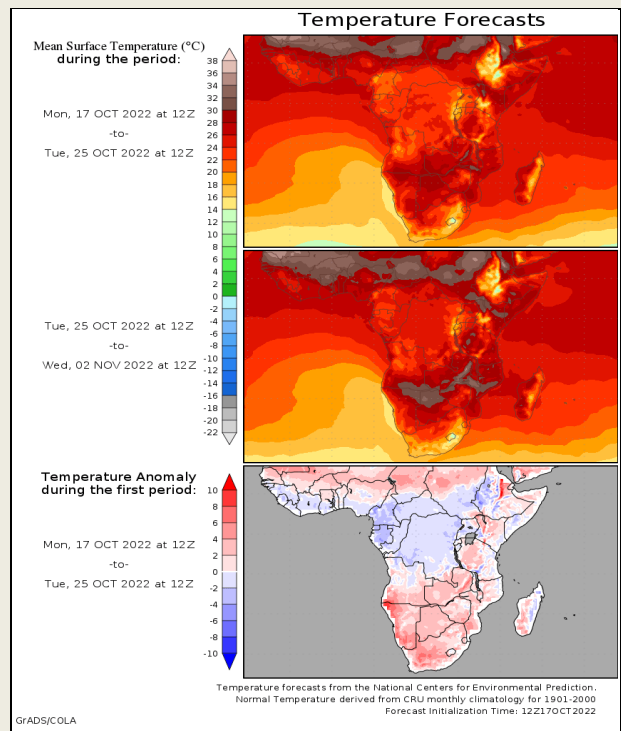 Temperature Forecasts
Mean Surface Temperature (°C)
during the period:
Mon, 17 OCT 2022 at 12Z
-to-
Tue, 25 OCT 2022 at 12Z
38
36
34
32
30
28
26
24
22
20
18
16
14
12
10
8
6
4
2
0
-2
-4
-6
-8
-10
-12
-14
-16
-18
-20
-22
Tue, 25 OCT 2022 at 12Z
-to-
Wed, 02 NOV 2022 at 12Z
Temperature Anomaly
during the first period:
Mon, 17 OCT 2022 at 12Z
-to-
Tue, 25 OCT 2022 at 12Z
10
8
6
4
2
0
-2
-4
-6
-8
-10
Temperature forecasts from the National Centers for Environmental Prediction.
Normal Temperature derived from CRU monthly climatology for 1901-2000
Forecast Initialization Time: 12Z17OCT2022
GrADS/COLA